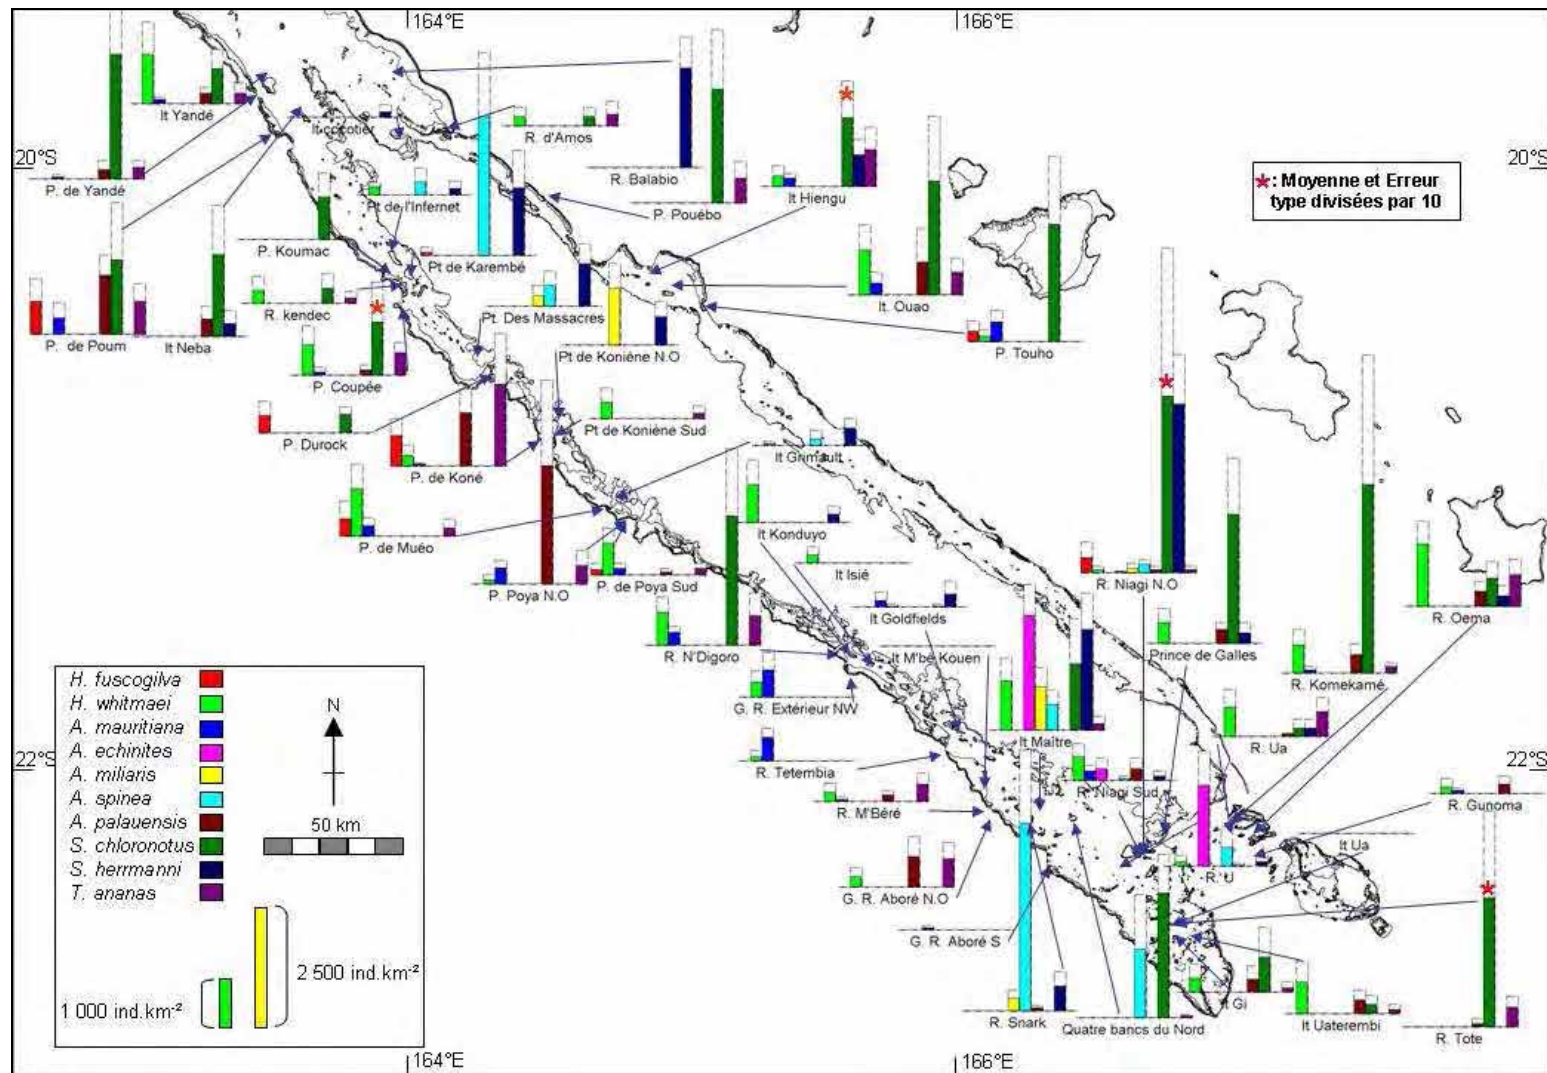 164°E
166°E
It Yandé
It cocotier
R. d'Amos
20°S
20°S
P. de Yandé
R. Balabio
It Hiengu
★: Moyenne et Erreur
type divisées par 10
Pt de l'Infernet
P. Pouébo
P. Koumac
Pt de Karembé
R. kendec
Pt. Des Massacres
It. Ouao
P. de Poum
It Neba
Pt de Koniène N.O
P. Touho
P. Coupée
P. Durock
Pt de Koniène Sud
It Grimault
P. de Koné
It Konduyo
P. de Muéo
It Isié
R. Niagi N.O
P. Poya N.O
P. de Poya Sud
It Goldfields
R. Oema
R. N'Digoro
It M'be Kouen
Prince de Galles
R. Komekamé
G. R. Extérieur NW
It Maître
R. Ua
22°S
22°S
R. Tetembia
R. Niagi Sud
R. M'Béré
R. Gunoma
It Ua
R. U
G. R. Aboré N.O
G. R. Aboré S
It Gi
R. Snark
Quatre bancs du Nord
It Uaterembi
R. Tote
H. fuscogilva
H. whitmaei
A. mauritiana
A. echinites
A. miliaris
A. spinea
A. palauensis
S. chloronotus
S. herrmanni
T. ananas
N
50 km
2 500 ind.km⁻²
1 000 ind.km⁻²
164°E
166°E